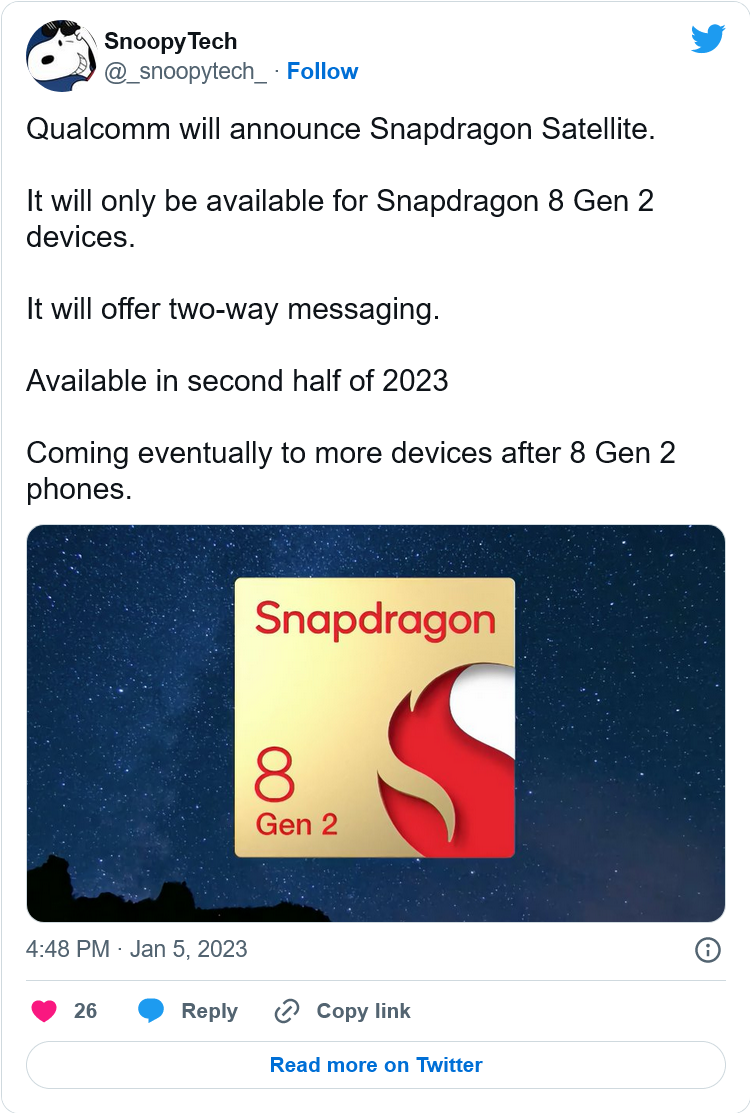 SnoopyTech
@_snoopytech_ · Follow
Qualcomm will announce Snapdragon Satellite.
It will only be available for Snapdragon 8 Gen 2
devices.
It will offer two-way messaging.
Available in second half of 2023
Coming eventually to more devices after 8 Gen 2
phones.
Snapdragon
8
Gen 2
4:48 PM · Jan 5, 2023
26 Reply Copy link
Read more on Twitter